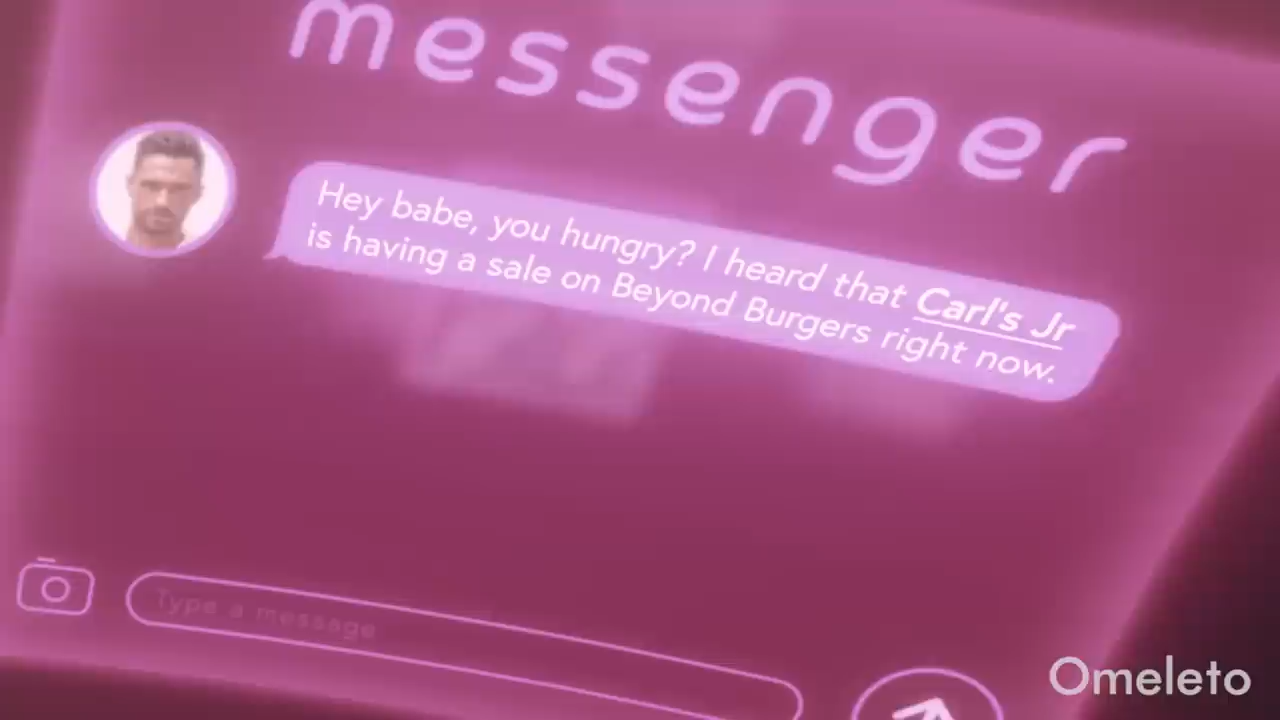 messenger
Hey babe, you hungry? I heard that Carl's Jr
is having a sale on Beyond Burgers right now.
Type a message
Omeleto